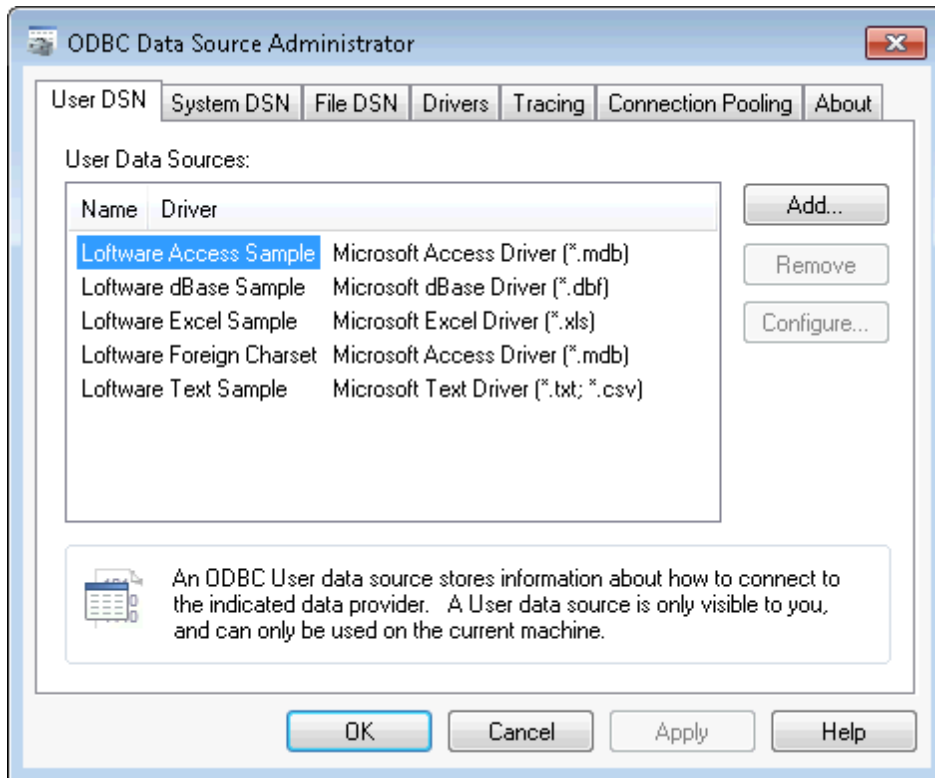 ODBC Data Source Administrator
User DSN System DSN File DSN Drivers Tracing Connection Pooling About
User Data Sources:
Name Driver
Add...
Loftware Access Sample Microsoft Access Driver (*.mdb)
Remove
Loftware dBase Sample Microsoft dBase Driver (*.dbf)
Loftware Excel Sample Microsoft Excel Driver (*.xls)
Configure...
Loftware Foreign Charset Microsoft Access Driver (*.mdb)
Loftware Text Sample Microsoft Text Driver (*.txt; *.csv)
An ODBC User data source stores information about how to connect to
the indicated data provider. A User data source is only visible to you,
and can only be used on the current machine.
OK Cancel Apply Help